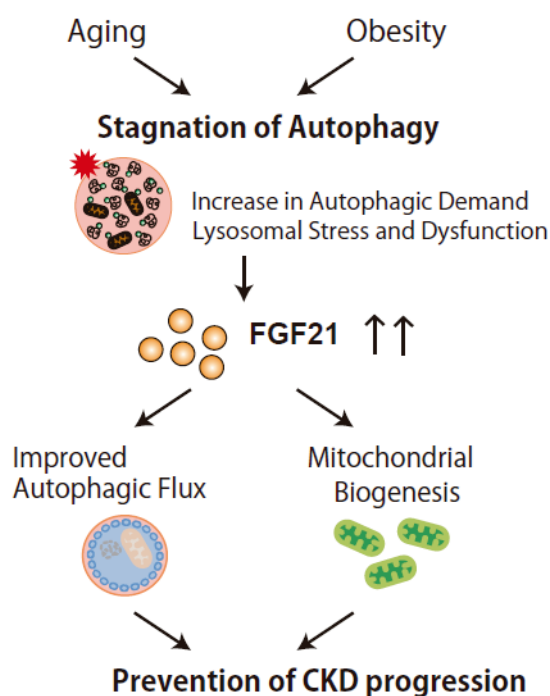 Aging Obesity
Stagnation of Autophagy
Increase in Autophagic Demand
Lysosomal Stress and Dysfunction
FGF21 ↑↑
Improved
Autophagic Flux
Mitochondrial
Biogenesis
Prevention of CKD progression